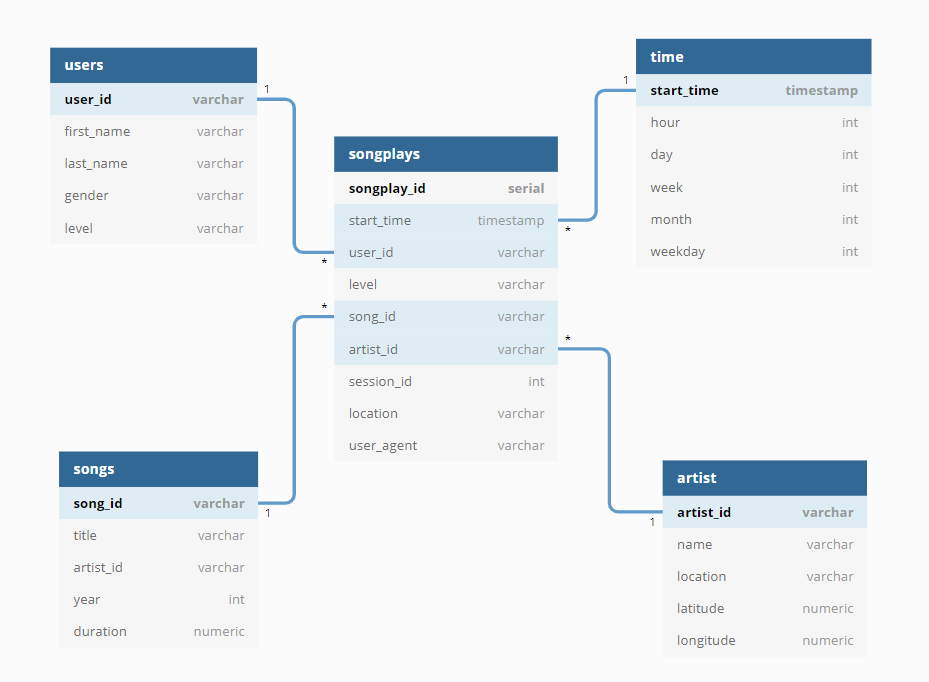 users
user_id varchar
first_name varchar
last_name varchar
gender varchar
level varchar
1
*
time
start_time timestamp
hour int
day int
week int
month int
weekday int
1
*
songplays
songplay_id serial
start_time timestamp
user_id varchar
level varchar
song_id varchar
artist_id varchar
session_id int
location varchar
user_agent varchar
*
*
songs
song_id varchar
title varchar
artist_id varchar
year int
duration numeric
1
artist
artist_id varchar
name varchar
location varchar
latitude numeric
longitude numeric
1